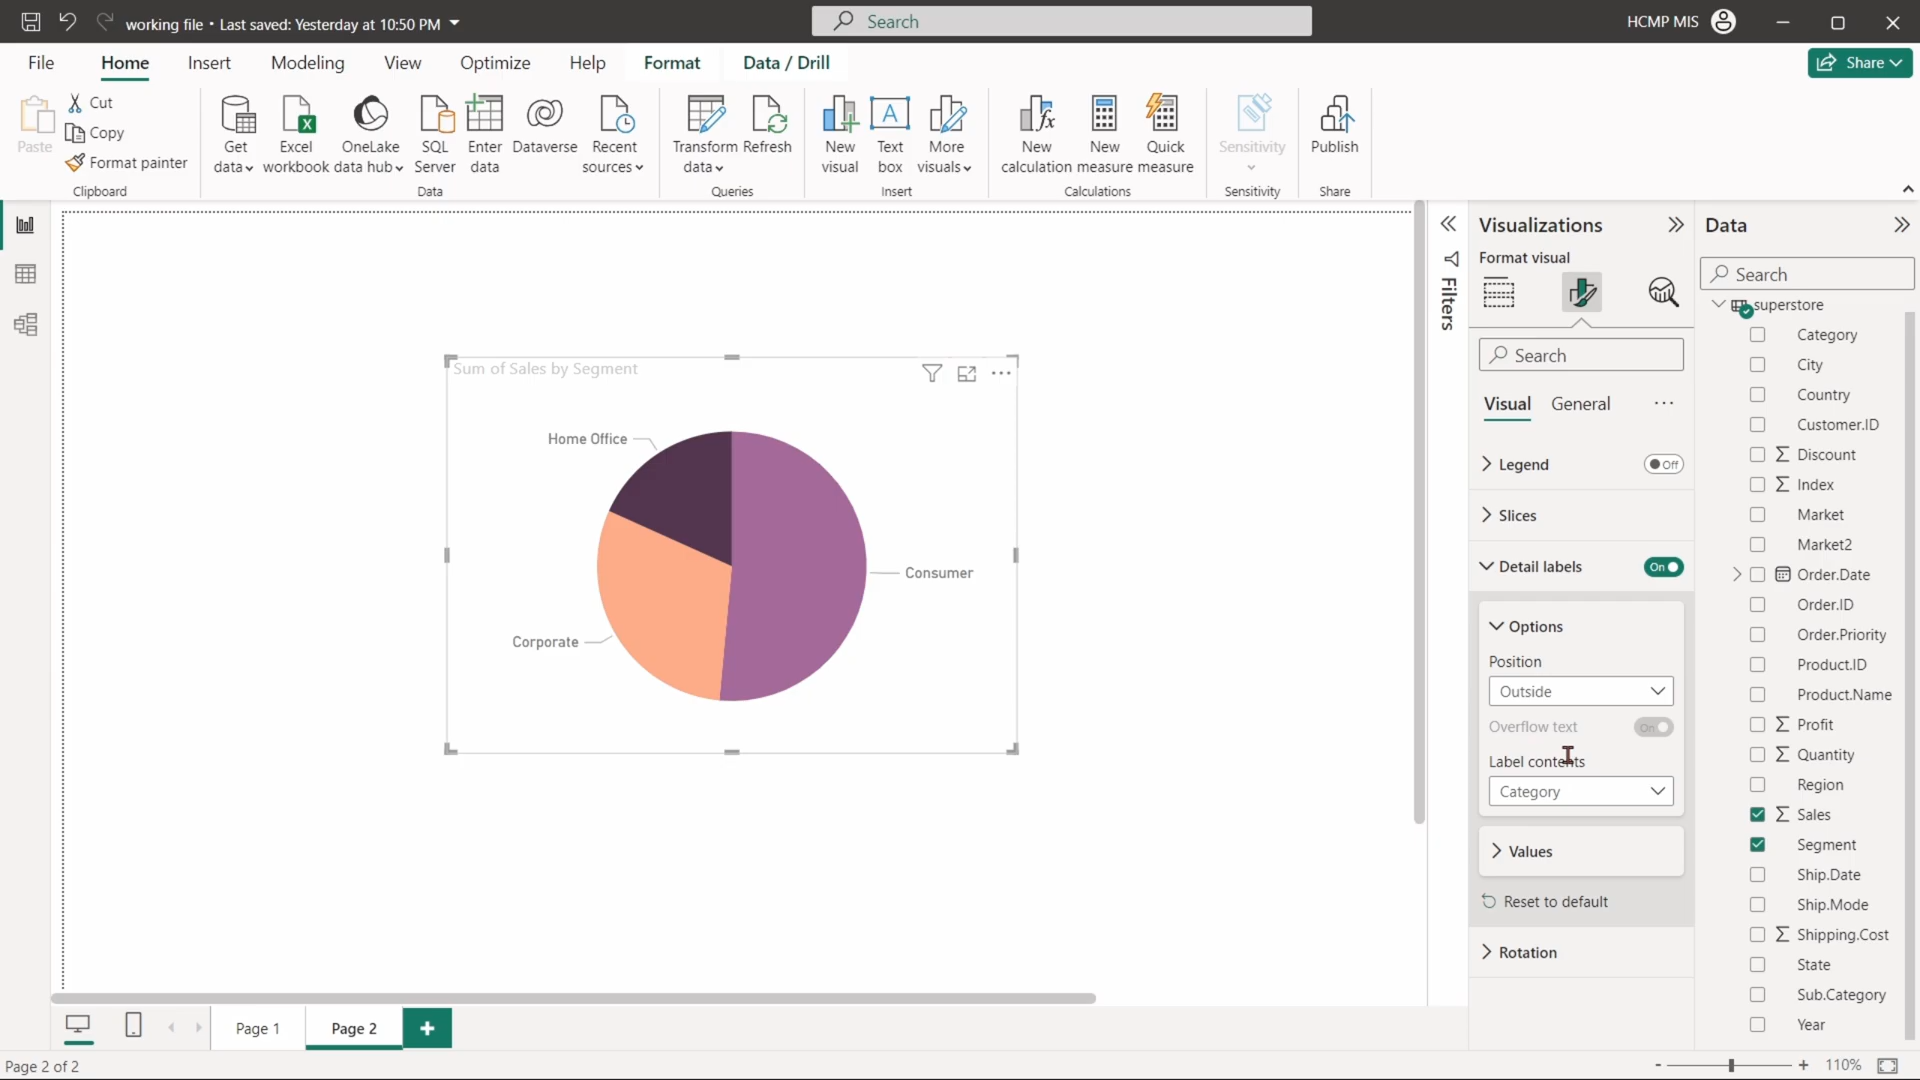 working file • Last saved: Yesterday at 10:50 PM
Search
HCMP MIS
File
Home
Insert
Modeling
View
Optimize
Help
Format
Data / Drill
Share
Paste
Cut
Copy
Format painter
Clipboard
Get
data
Excel
workbook
OneLake
data hub
SQL
Server
Enter
data
Dataverse
Recent
sources
Data
Transform
data
Refresh
Queries
New
visual
Text
box
More
visuals
Insert
New
calculation
New
measure
Quick
measure
Calculations
Sensitivity
Sensitivity
Publish
Share
Sum of Sales by Segment
Home Office
Consumer
Corporate
Filters
Visualizations
Format visual
Search
Visual
General
Legend
Off
Slices
Detail labels
On
Options
Position
Outside
Overflow text
On
Label contents
Category
Values
Reset to default
Rotation
Data
Search
superstore
Category
City
Country
Customer.ID
Discount
Index
Market
Market2
Order.Date
Order.ID
Order.Priority
Product.ID
Product.Name
Profit
Quantity
Region
Sales
Segment
Ship.Date
Ship.Mode
Shipping.Cost
State
Sub.Category
Year
Page 1
Page 2
Page 2 of 2
110%